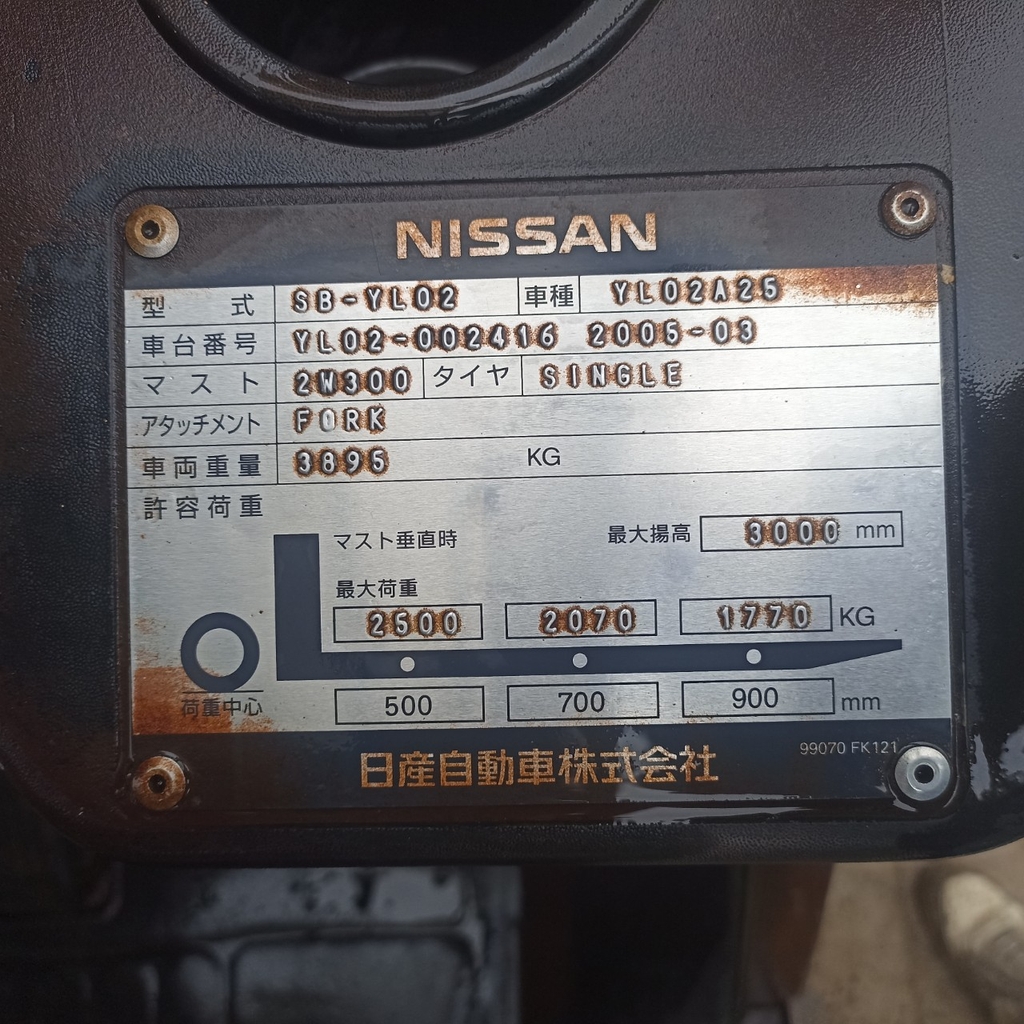 NISSAN
型式 SB-YL02 車種 YL02A25
車台番号 YL02-002416 2005-03
マスト 2W300 タイヤ SINGLE
アタッチメント FORK
車両重量 3895 KG
許容荷重
マスト垂直時 最大揚高 3000 mm
最大荷重
2500 2070 1770 KG
荷重中心 500 700 900 mm
99070 FK121
日産自動車株式会社